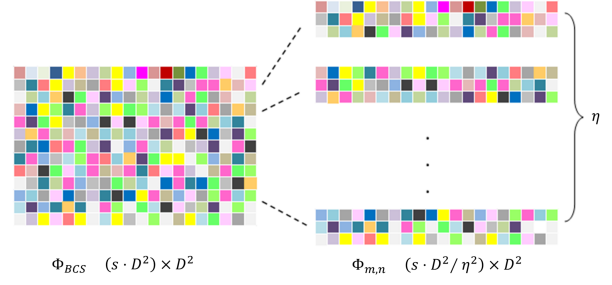 η
Φ_BCS (s · D²) × D²
Φ_m,n (s · D² / η²) × D²